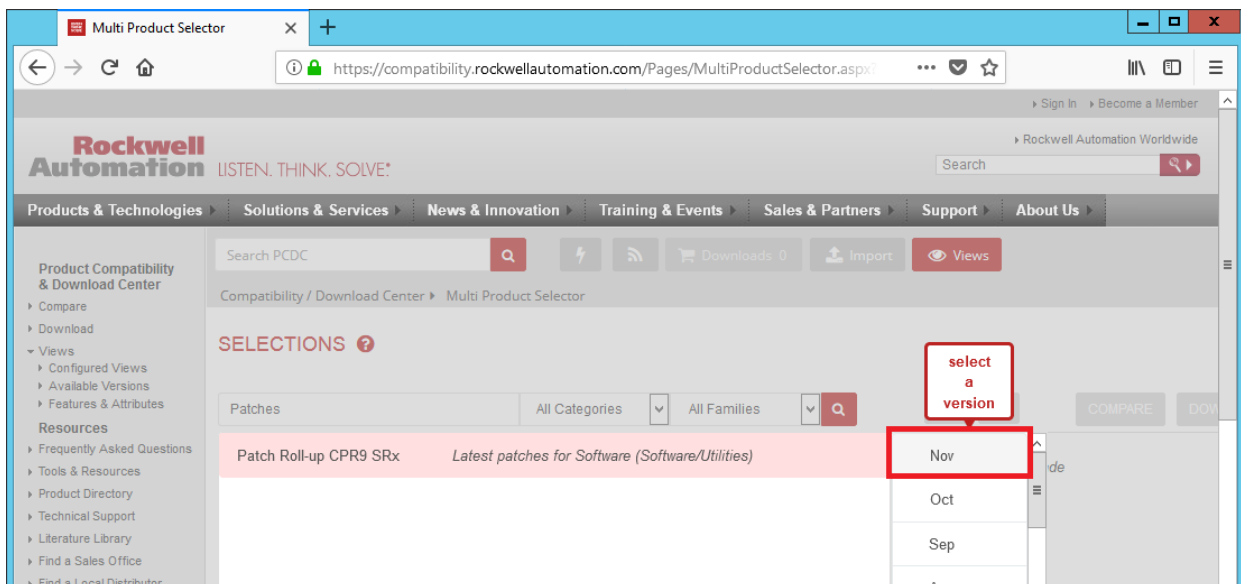 Multi Product Selector
https://compatibility.rockwellautomation.com/Pages/MultiProductSelector.aspx?
Sign In Become a Member
Rockwell
Automation LISTEN. THINK. SOLVE.
Rockwell Automation Worldwide
Search
Products & Technologies Solutions & Services News & Innovation Training & Events Sales & Partners Support About Us
Search PCDC Downloads 0 Import Views
Product Compatibility
& Download Center
Compatibility / Download Center Multi Product Selector
Compare
Download
Views
Configured Views
Available Versions
Features & Attributes
Resources
Frequently Asked Questions
Tools & Resources
Product Directory
Technical Support
Literature Library
Find a Sales Office
Find a Local Distributor
SELECTIONS ?
select
a
version
Patches All Categories All Families COMPARE DOW
Patch Roll-up CPR9 SRx Latest patches for Software (Software/Utilities) Nov
Oct
Sep